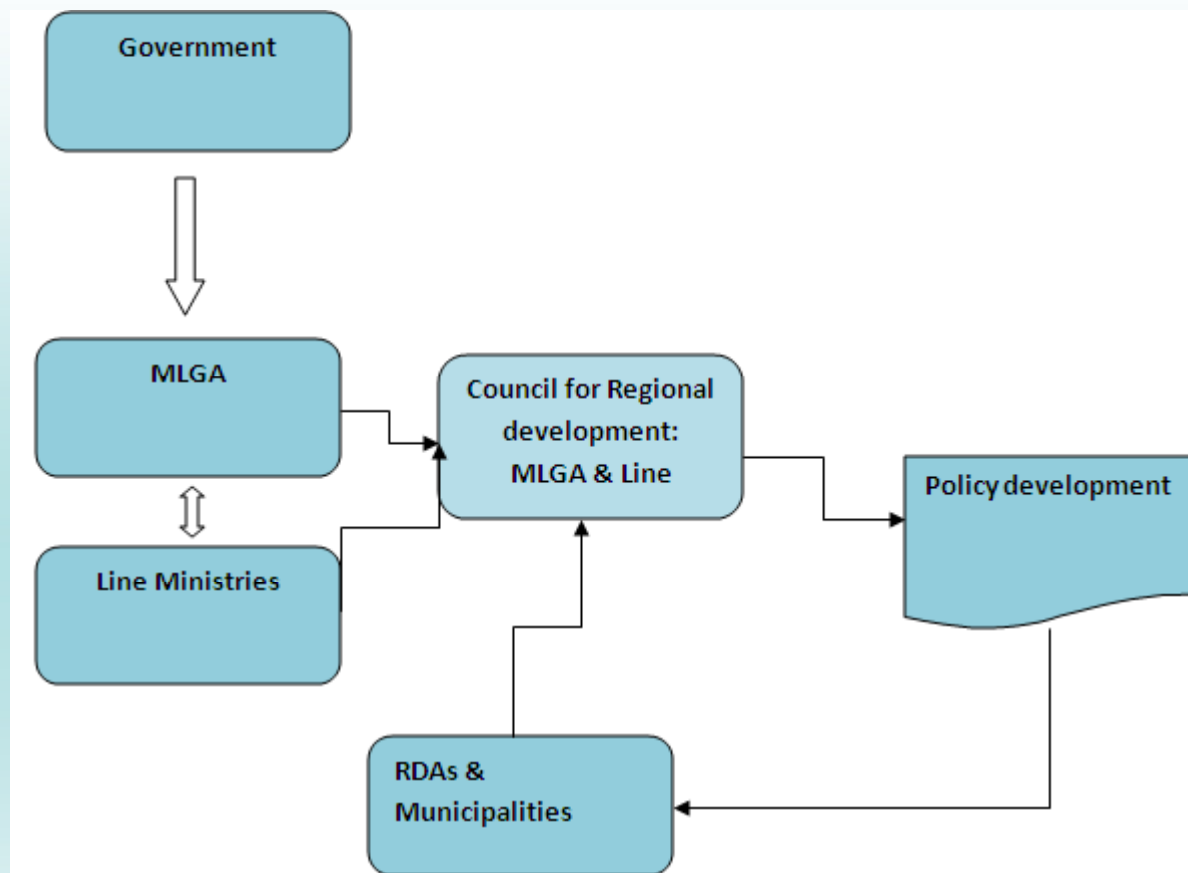 Government
MLGA
Council for Regional
development:
MLGA & Line
Policy development
Line Ministries
RDAs &
Municipalities